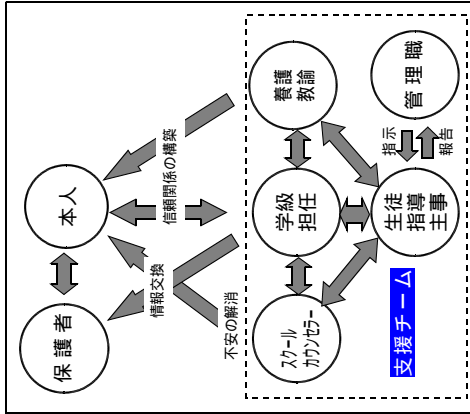 保護者
本人
情報交換
信頼関係の構築
不安の解消
スクール
カウンセラー
学級
担任
養護
教諭
生徒
指導
主事
指示
報告
管理職
支援チーム